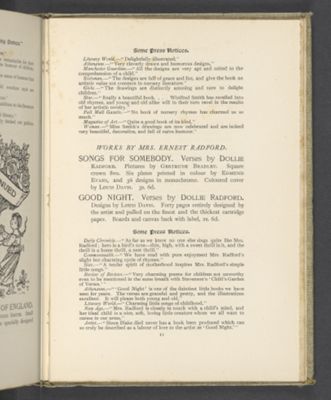 Some Press Notices.
Literary World.—"Delightfully illustrated."
Athenæum.—"Very cleverly drawn and humorous designs."
Manchester Guardian.—"All the designs are very apt and suited to the
comprehension of a child."
Scotsman.—"The designs are full of grace and fun, and give the book an
artistic value not common in nursery literature."
Globe.—"The drawings are distinctly amusing and sure to delight
children."
Star.—"Really a beautiful book. Winifred Smith has revelled into
old rhymes, and young and old alike will in their turn revel in the results
of her artistic
Pall Mall Gazette.—"No book of nursery rhymes has charmed us so
much."
Magazine of Art.—"Quite a good book of its kind."
Woman.—"Miss Smith's drawings are now celebrated and are indeed
very beautiful, decorative, and full of naive humour."
WORKS BY MRS. ERNEST RADFORD.
SONGS FOR SOMEBODY. Verses by DOLLIE
RADFORD. Pictures by GERTRUDE BRADLEY. Square
crown 8vo. Six plates printed in colour by EDMUND
EVANS, and 36 designs in monochrome. Coloured cover
by LOUIS DAVIS. 3s. 6d.
GOOD NIGHT. Verses by DOLLIE RADFORD.
Designs by LOUIS DAVIS. Forty pages entirely designed by
the artist and pulled on the finest and the thickest cartridge
paper. Boards and canvas back with label, 2s. 6d.
Some Press Notices.
Daily Chronicle.—"As far as we know no one else sings quite like Mrs.
Radford; hers is a bird's note—thin, high, with a sweet thrill in it, and the
thrill is a home thrill, a nest thrill."
Commonwealth.—"We have read with pure enjoyment Mrs. Radford's
slight but charming cycle of rhymes."
Star.—"A tender spirit of motherhood inspires Mrs. Radford's simple
little songs."
Review of Reviews.—"Very charming poems for children not unworthy
even to be mentioned in the same breath with Stevenson's 'Child's Garden
of Verses.'"
Athenæum.—"'Good Night' is one of the daintiest little books we have
seen for years. The verses are graceful and pretty, and the illustrations
excellent. It will please both young and old."
Literary World.—"Charming little songs of childhood."
New Age.—"Mrs. Radford is closely in touch with a child's mind, and
her ideal child is a nice, soft, loving little creature whom we all want to
caress in our arms."
Artist.—"Since Blake died never has a book been produced which can
so truly be described as a labour of love to the artist as 'Good Night.'"
OF ENGLAND.